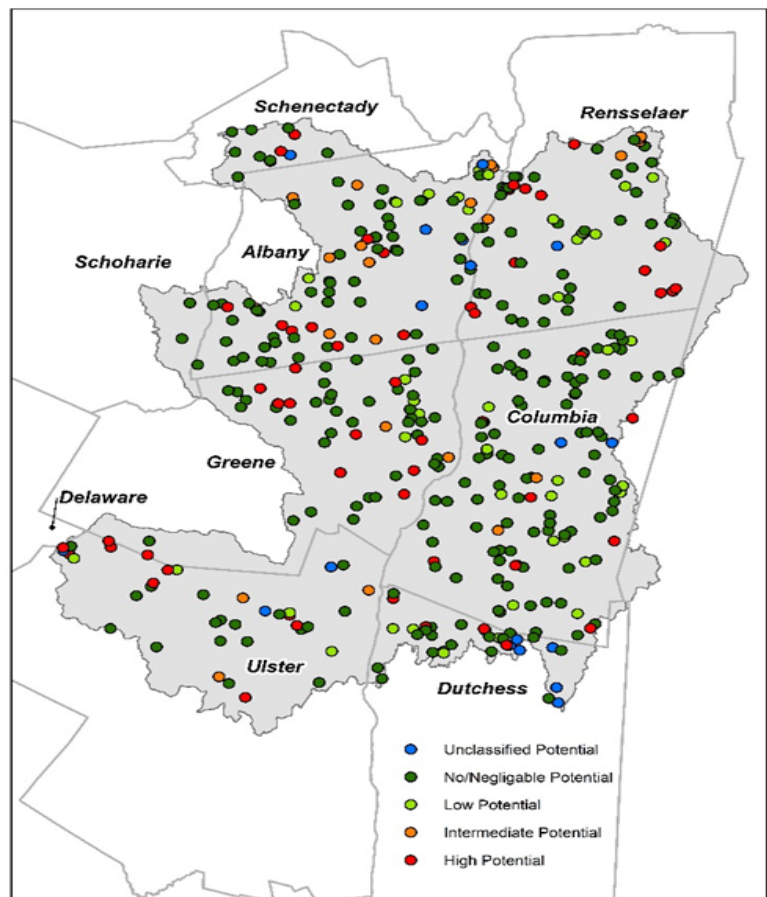 Schenectady
Rensselaer
Albany
Schoharie
Columbia
Greene
Delaware
Ulster
Dutchess
Unclassified Potential
No/Negligable Potential
Low Potential
Intermediate Potential
High Potential